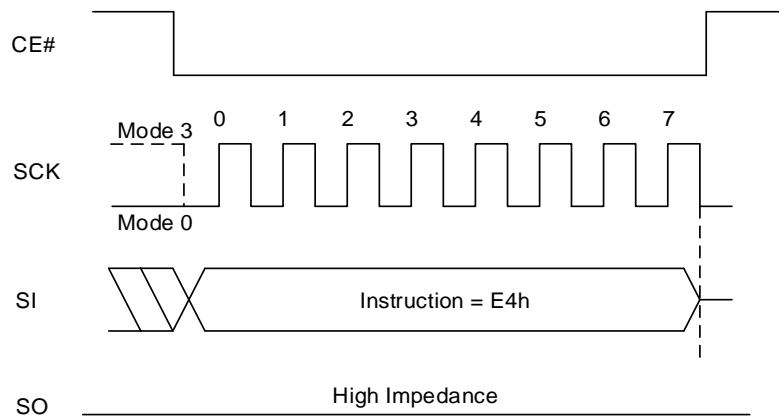 CE#
Mode 3
0 1 2 3 4 5 6 7
SCK
Mode 0
SI
Instruction = E4h
SO
High Impedance